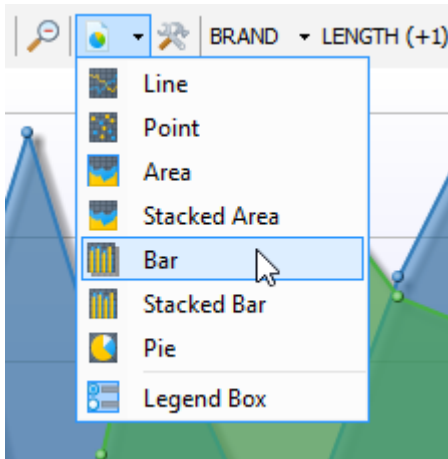 BRAND LENGTH (+1)
Line
Point
Area
Stacked Area
Bar
Stacked Bar
Pie
Legend Box